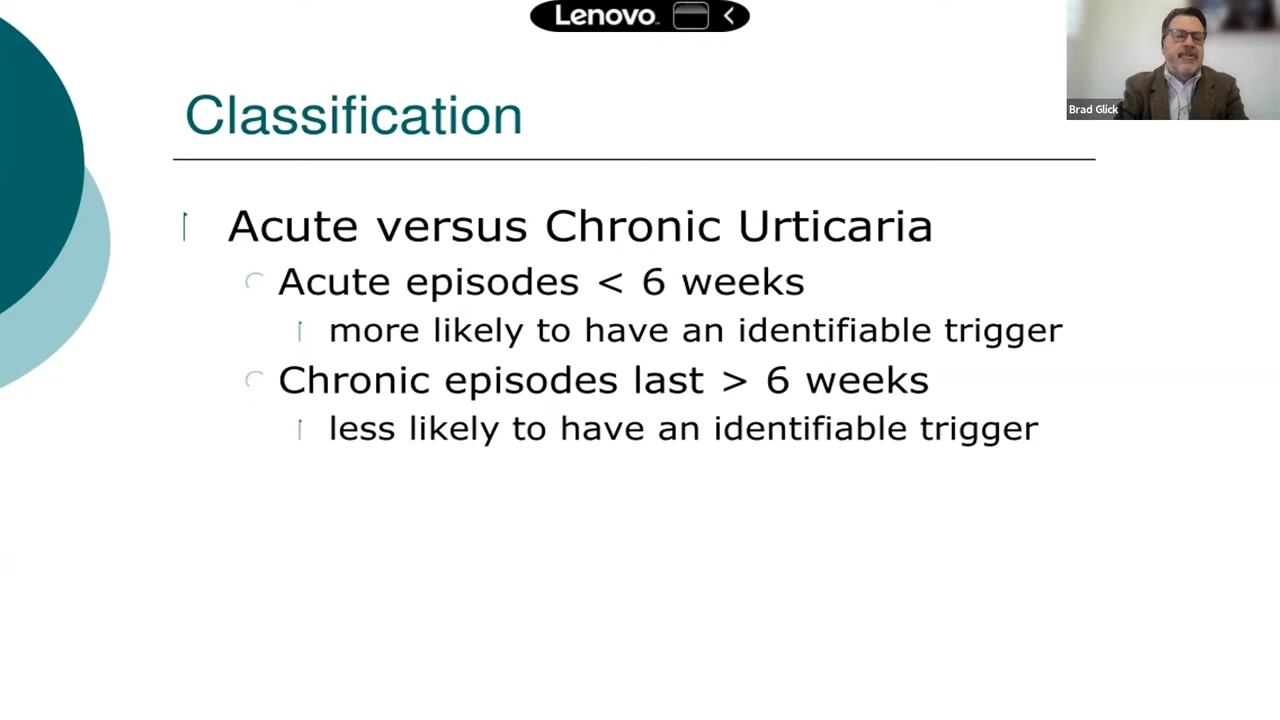 Lenovo
Brad Glick
Classification
Acute versus Chronic Urticaria
Acute episodes < 6 weeks
more likely to have an identifiable trigger
Chronic episodes last > 6 weeks
less likely to have an identifiable trigger